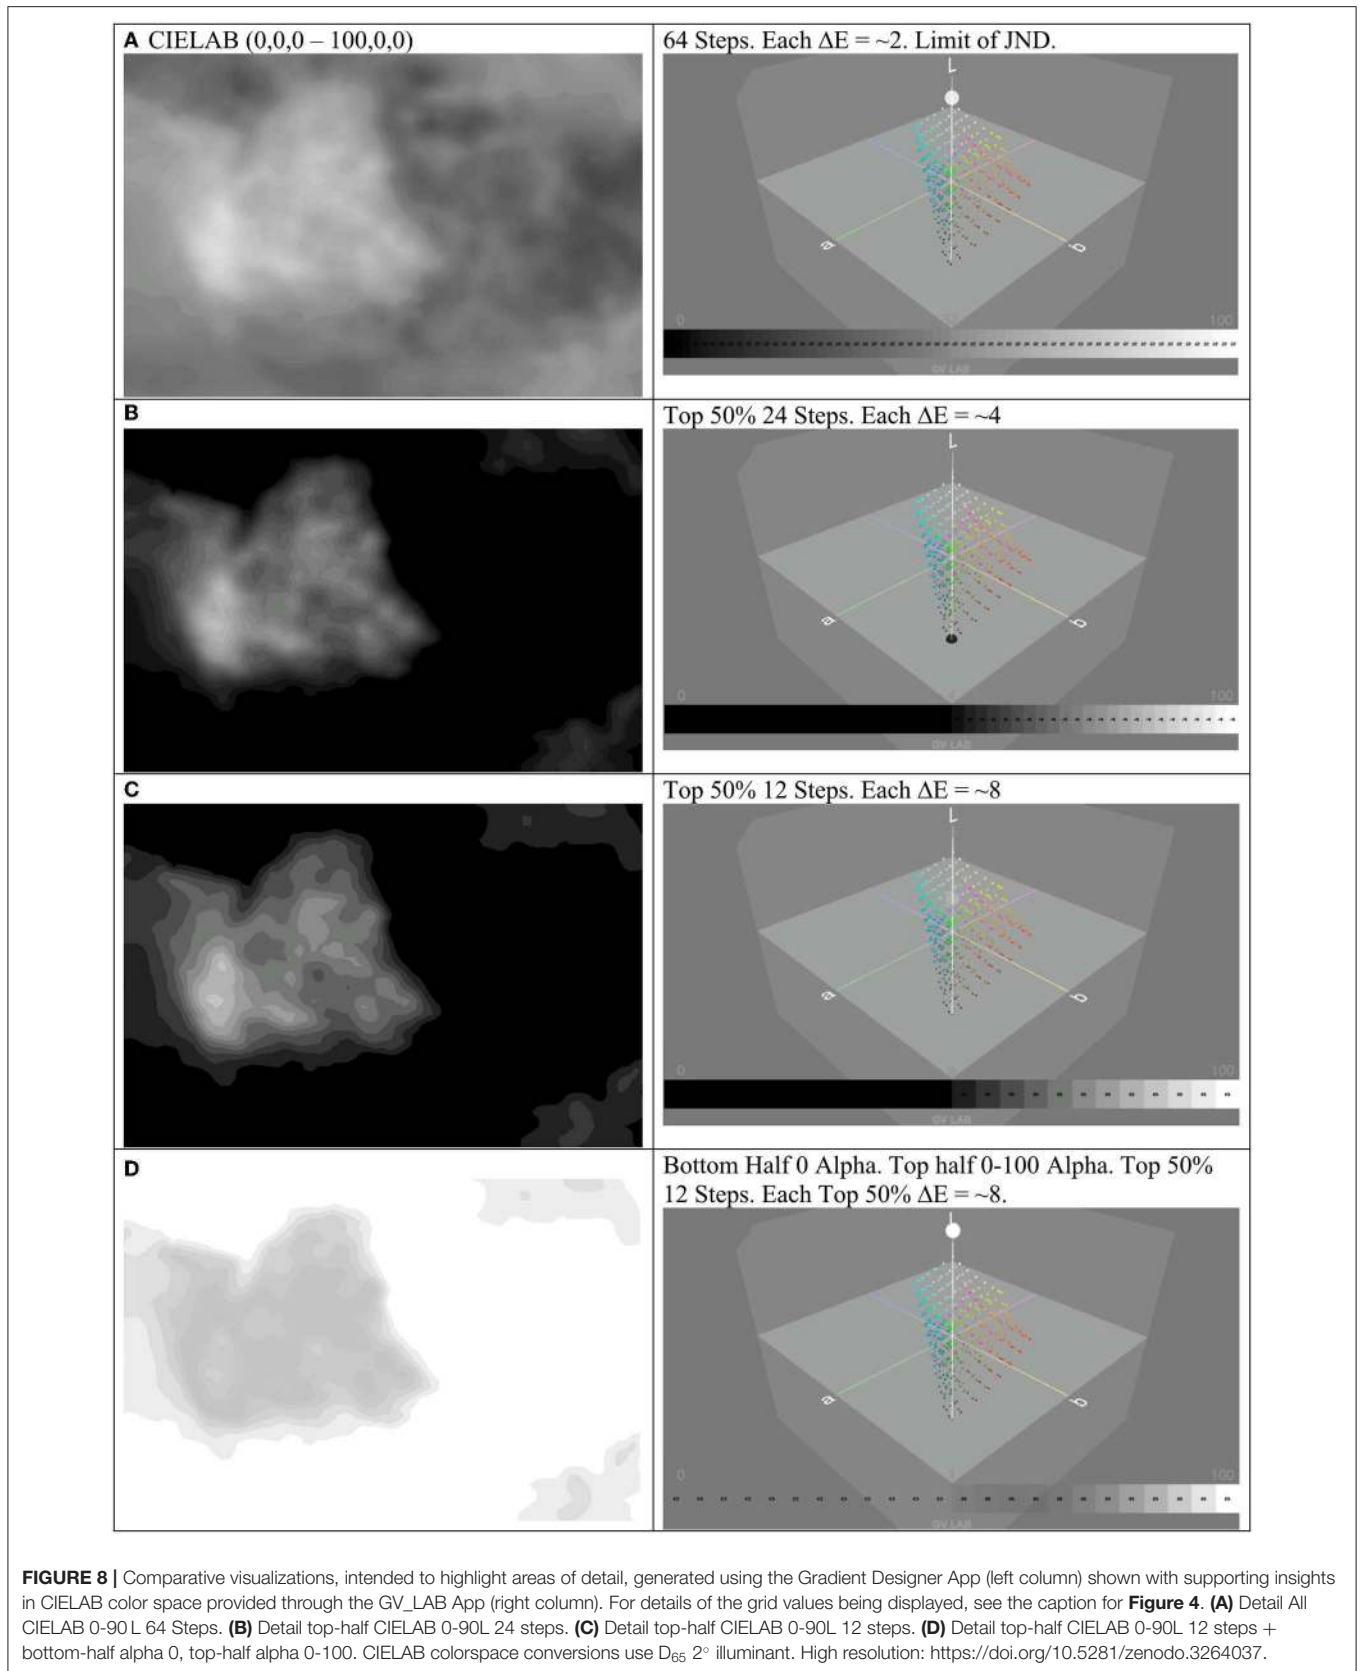 A CIELAB (0,0,0 – 100,0,0)
64 Steps. Each ΔE = ~2. Limit of JND.
L
a
b
0
100
GV LAB
B
Top 50% 24 Steps. Each ΔE = ~4
L
a
b
0
100
GV LAB
C
Top 50% 12 Steps. Each ΔE = ~8
L
a
b
0
100
GV LAB
D
Bottom Half 0 Alpha. Top half 0-100 Alpha. Top 50%
12 Steps. Each Top 50% ΔE = ~8.
L
a
b
0
100
GV LAB
FIGURE 8 | Comparative visualizations, intended to highlight areas of detail, generated using the Gradient Designer App (left column) shown with supporting insights
in CIELAB color space provided through the GV_LAB App (right column). For details of the grid values being displayed, see the caption for Figure 4. (A) Detail All
CIELAB 0-90 L 64 Steps. (B) Detail top-half CIELAB 0-90L 24 steps. (C) Detail top-half CIELAB 0-90L 12 steps. (D) Detail top-half CIELAB 0-90L 12 steps +
bottom-half alpha 0, top-half alpha 0-100. CIELAB colorspace conversions use D65 2° illuminant. High resolution: https://doi.org/10.5281/zenodo.3264037.